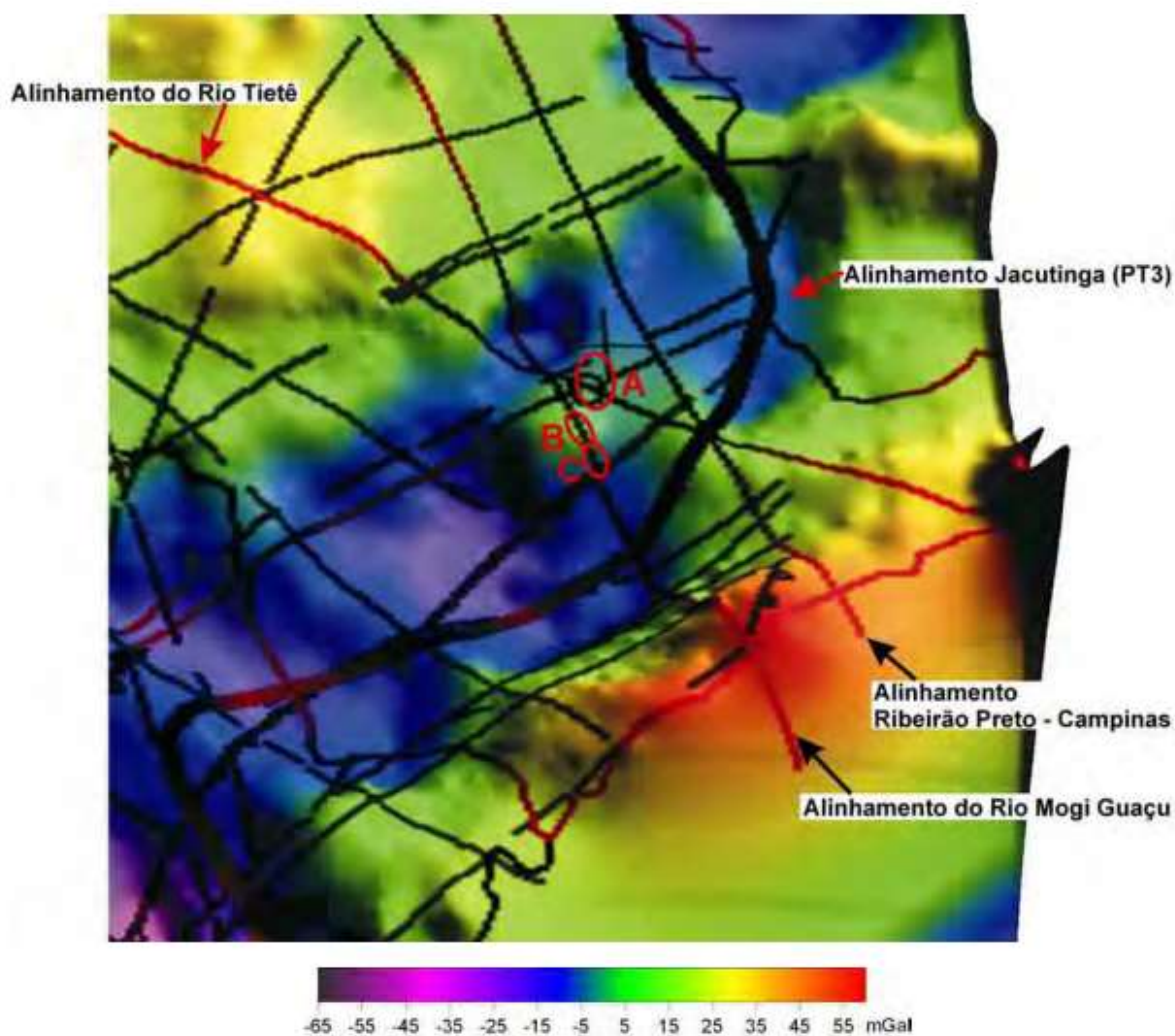 Alinhamento do Rio Tietê
Alinhamento Jacutinga (PT3)
A
B
C
Alinhamento
Ribeirão Preto - Campinas
Alinhamento do Rio Mogi Guaçu
-65 -55 -45 -35 -25 -15 -5 5 15 25 35 45 55 mGal